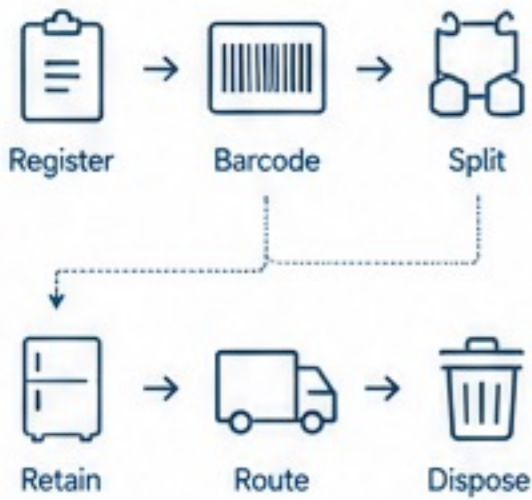 Register
Barcode
Split
Retain
Route
Dispose